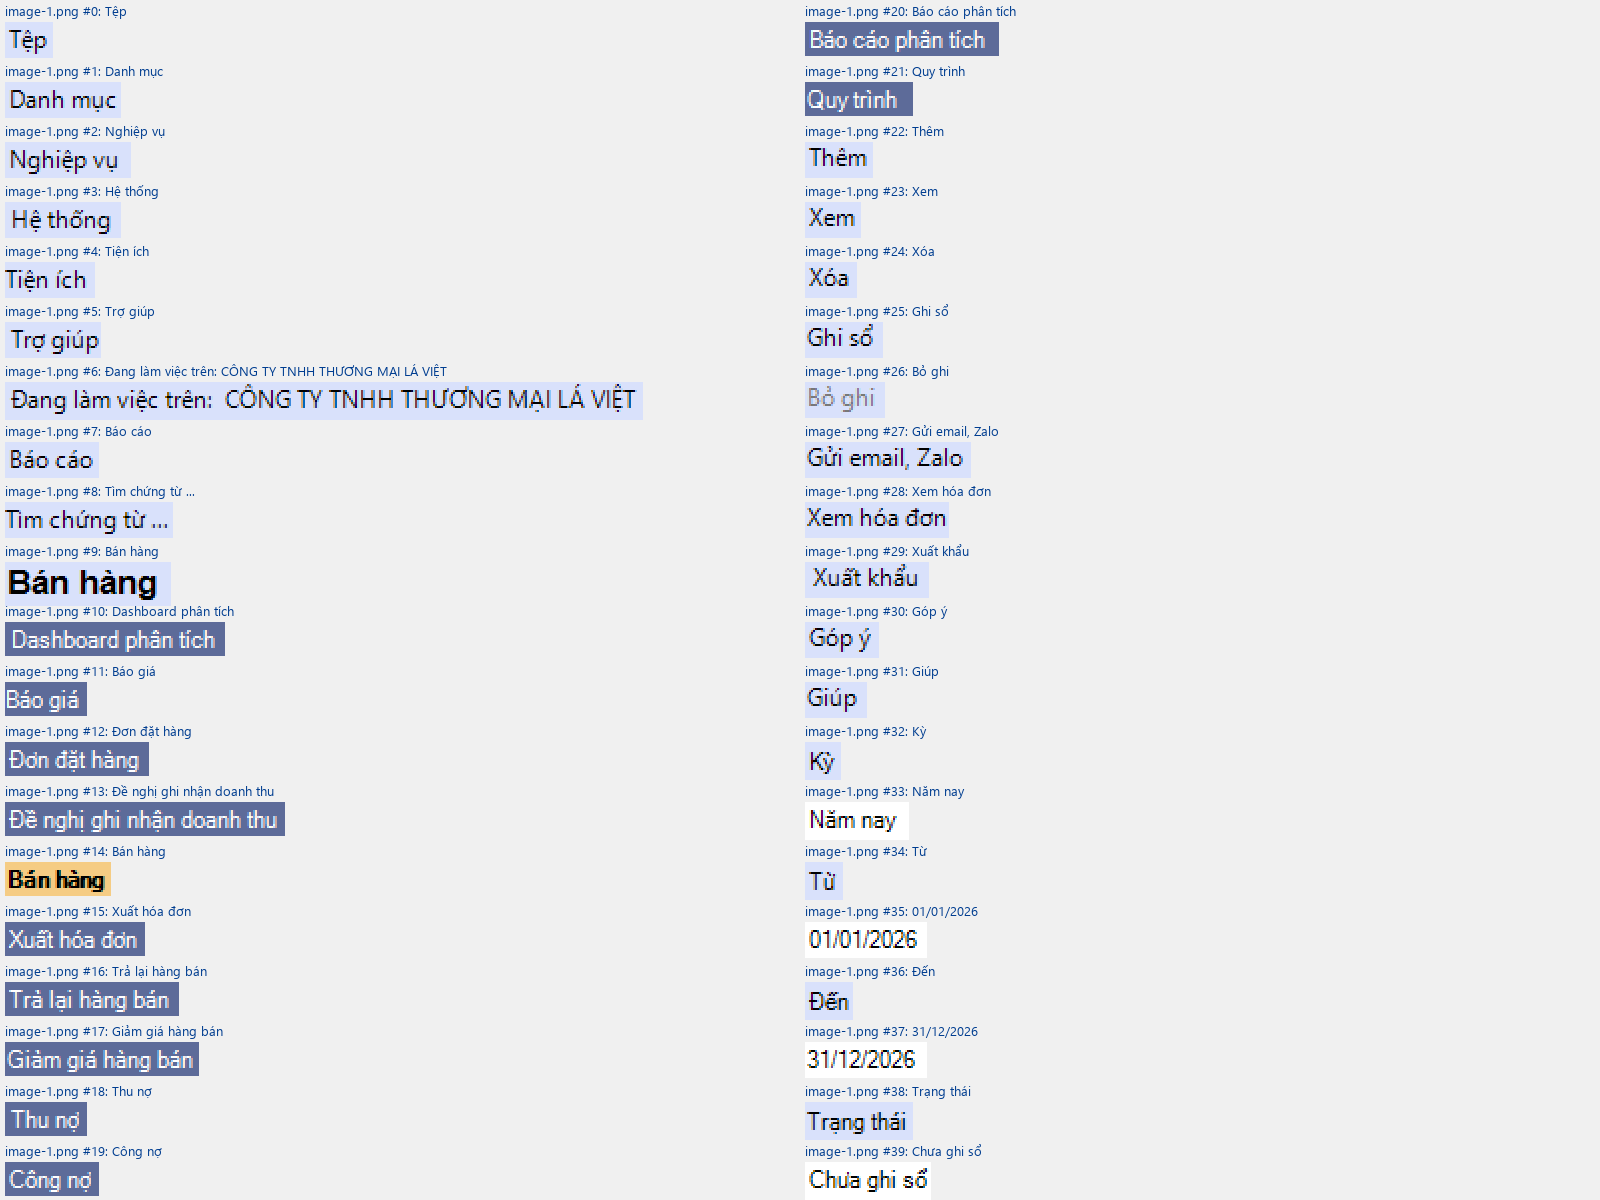 image-1.png #0: Tệp
Tệp
image-1.png #1: Danh mục
Danh mục
image-1.png #2: Nghiệp vụ
Nghiệp vụ
image-1.png #3: Hệ thống
Hệ thống
image-1.png #4: Tiện ích
Tiện ích
image-1.png #5: Trợ giúp
Trợ giúp
image-1.png #6: Đang làm việc trên: CÔNG TY TNHH THƯƠNG MẠI LÁ VIỆT
Đang làm việc trên: CÔNG TY TNHH THƯƠNG MẠI LÁ VIỆT
image-1.png #7: Báo cáo
Báo cáo
image-1.png #8: Tìm chứng từ ...
Tìm chứng từ ...
image-1.png #9: Bán hàng
Bán hàng
image-1.png #10: Dashboard phân tích
Dashboard phân tích
image-1.png #11: Báo giá
Báo giá
image-1.png #12: Đơn đặt hàng
Đơn đặt hàng
image-1.png #13: Đề nghị ghi nhận doanh thu
Đề nghị ghi nhận doanh thu
image-1.png #14: Bán hàng
Bán hàng
image-1.png #15: Xuất hóa đơn
Xuất hóa đơn
image-1.png #16: Trả lại hàng bán
Trả lại hàng bán
image-1.png #17: Giảm giá hàng bán
Giảm giá hàng bán
image-1.png #18: Thu nợ
Thu nợ
image-1.png #19: Công nợ
Công nợ
image-1.png #20: Báo cáo phân tích
Báo cáo phân tích
image-1.png #21: Quy trình
Quy trình
image-1.png #22: Thêm
Thêm
image-1.png #23: Xem
Xem
image-1.png #24: Xóa
Xóa
image-1.png #25: Ghi sổ
Ghi sổ
image-1.png #26: Bỏ ghi
Bỏ ghi
image-1.png #27: Gửi email, Zalo
Gửi email, Zalo
image-1.png #28: Xem hóa đơn
Xem hóa đơn
image-1.png #29: Xuất khẩu
Xuất khẩu
image-1.png #30: Góp ý
Góp ý
image-1.png #31: Giúp
Giúp
image-1.png #32: Kỳ
Kỳ
image-1.png #33: Năm nay
Năm nay
image-1.png #34: Từ
Từ
image-1.png #35: 01/01/2026
01/01/2026
image-1.png #36: Đến
Đến
image-1.png #37: 31/12/2026
31/12/2026
image-1.png #38: Trạng thái
Trạng thái
image-1.png #39: Chưa ghi sổ
Chưa ghi sổ